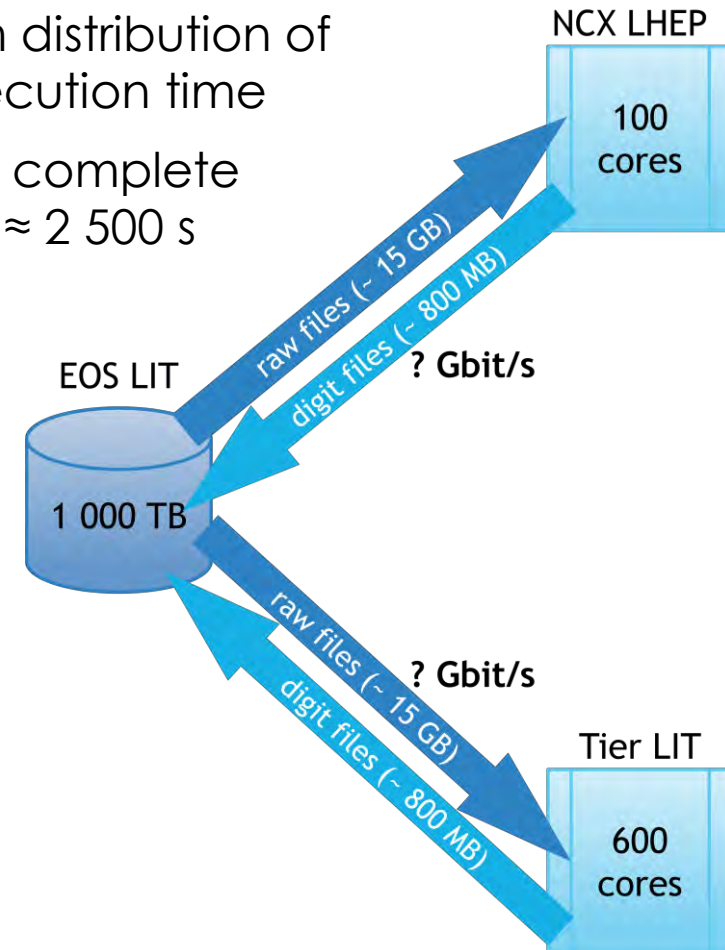 distribution of
ecution time
complete
≈ 2 500 s
NCX LHEP
100
cores
raw files (~ 15 GB)
digit files (~ 800 MB)
? Gbit/s
EOS LIT
1 000 TB
raw files (~ 15 GB)
digit files (~ 800 MB)
? Gbit/s
Tier LIT
600
cores